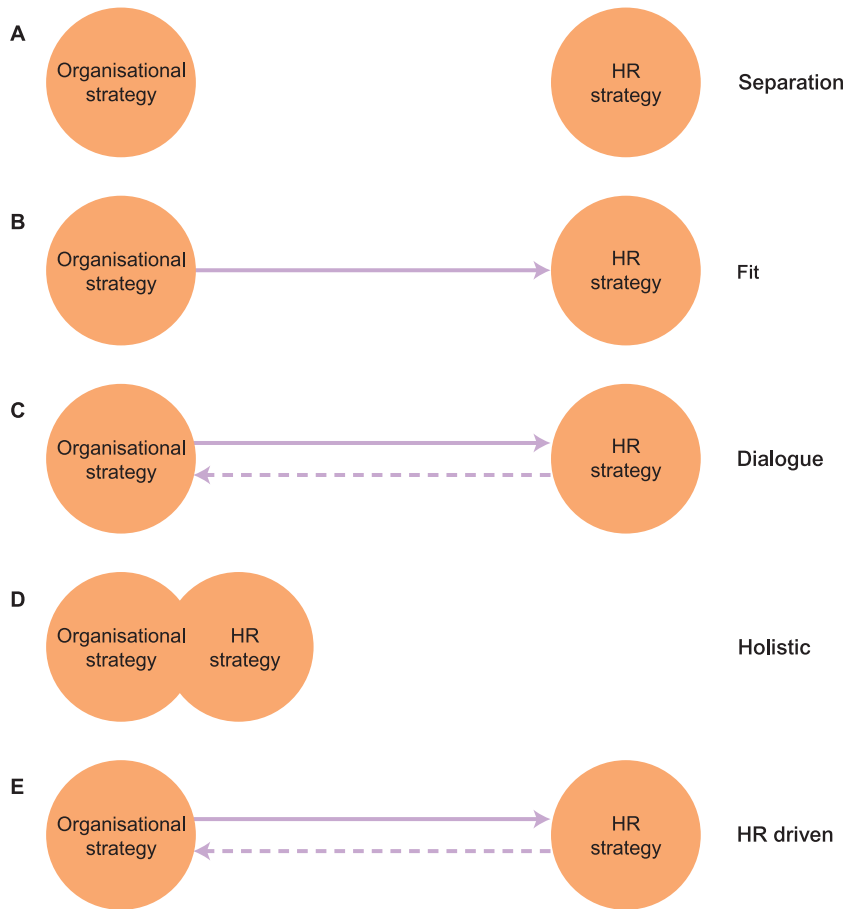 A
Organisational
strategy
HR
strategy
Separation
B
Organisational
strategy
HR
strategy
Fit
C
Organisational
strategy
HR
strategy
Dialogue
D
Organisational
strategy
HR
strategy
Holistic
E
Organisational
strategy
HR
strategy
HR driven